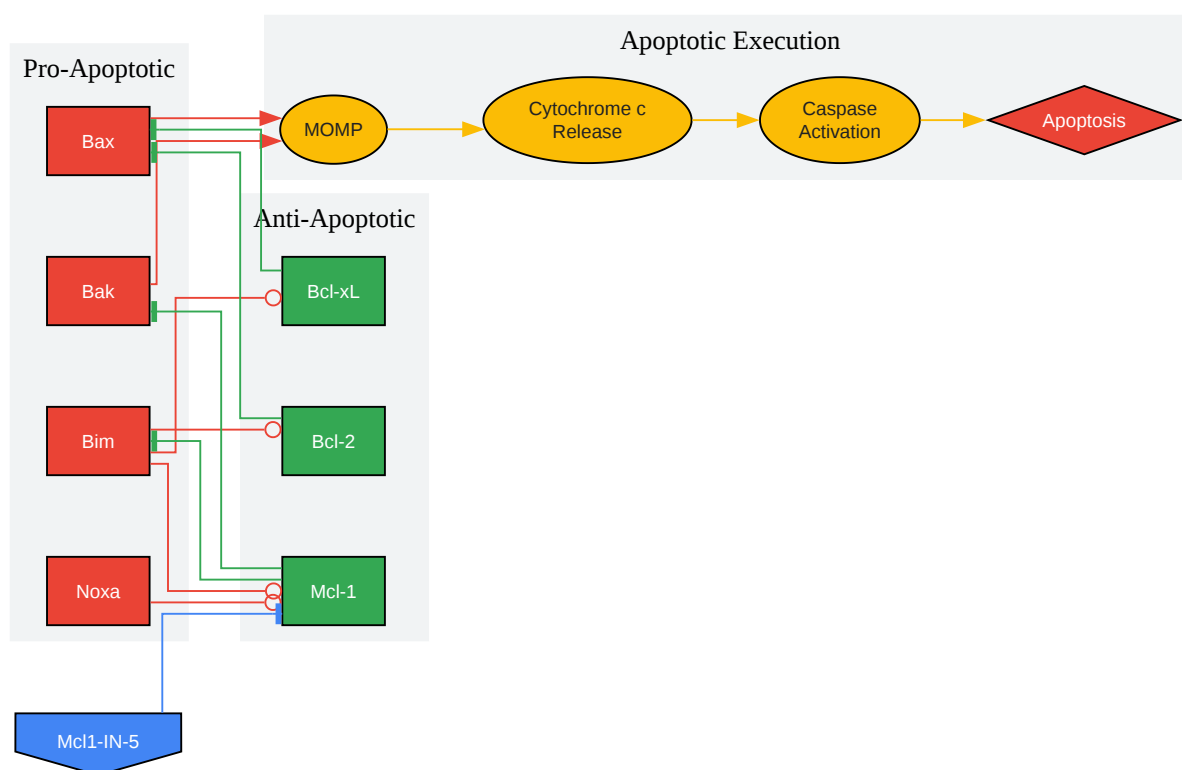 Apoptotic Execution
Pro-Apoptotic
Bax
MOMP
Cytochrome c
Release
Caspase
Activation
Apoptosis
Anti-Apoptotic
Bak
Bcl-xL
Bim
Bcl-2
Noxa
Mcl-1
Mcl1-IN-5